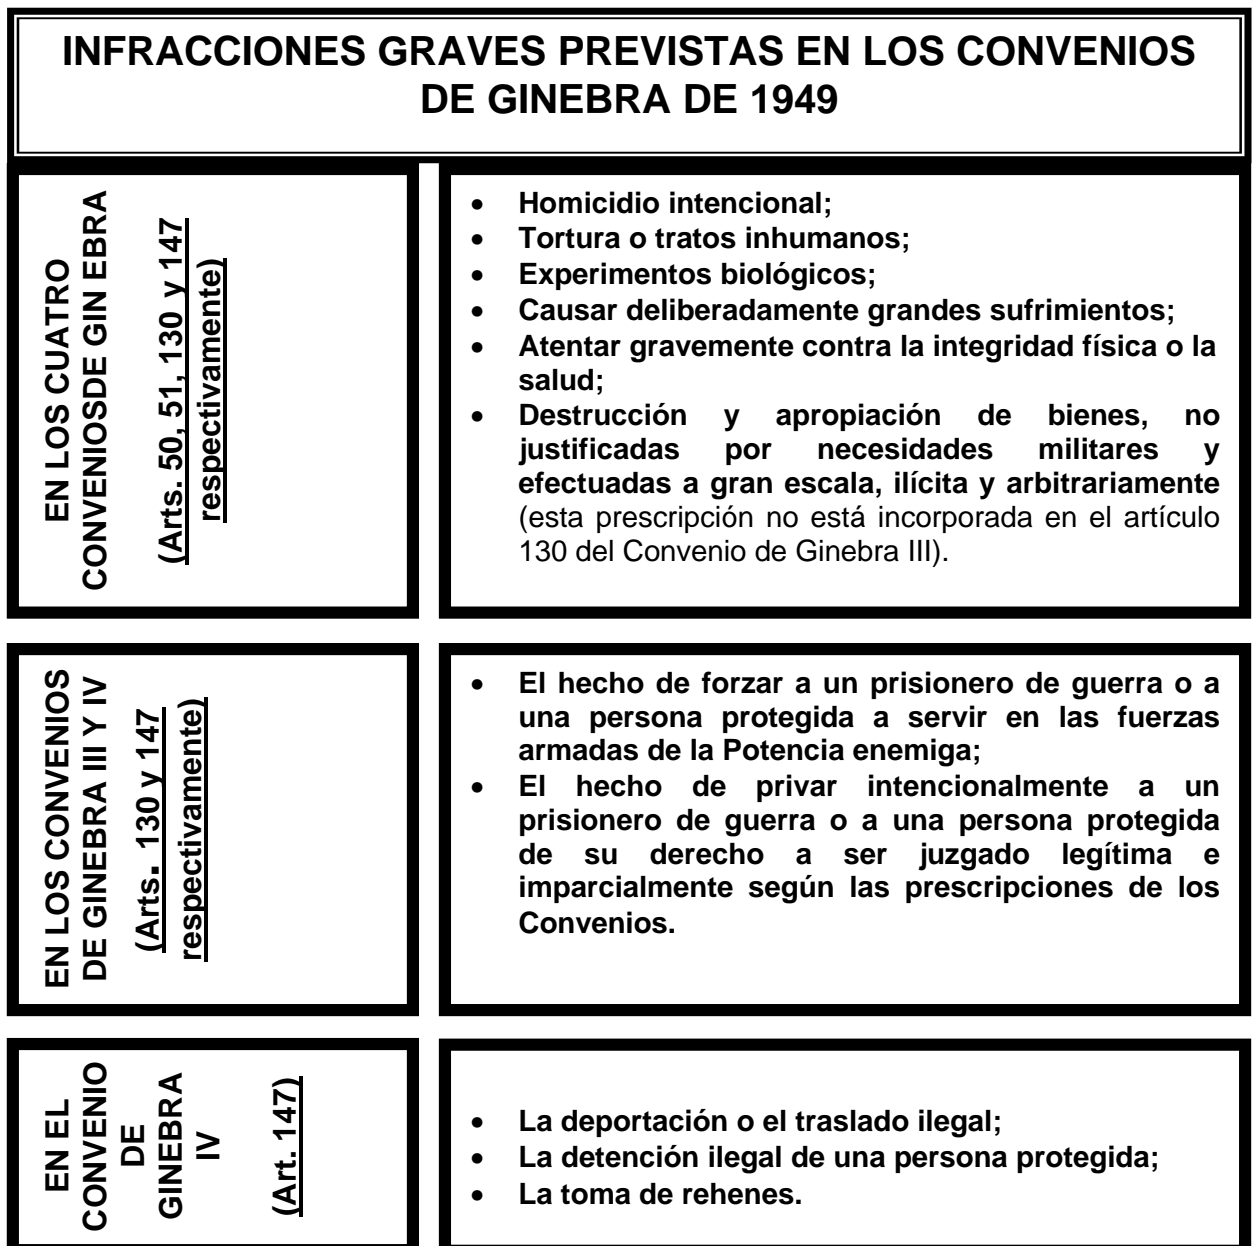 INFRACCIONES GRAVES PREVISTAS EN LOS CONVENIOS
DE GINEBRA DE 1949
EN LOS CUATRO
CONVENIOSDE GIN EBRA
(Arts. 50, 51, 130 y 147
respectivamente)
• Homicidio intencional;
• Tortura o tratos inhumanos;
• Experimentos biológicos;
• Causar deliberadamente grandes sufrimientos;
• Atentar gravemente contra la integridad física o la
salud;
• Destrucción y apropiación de bienes, no
justificadas por necesidades militares y
efectuadas a gran escala, ilícita y arbitrariamente
(esta prescripción no está incorporada en el artículo
130 del Convenio de Ginebra III).
EN LOS CONVENIOS
DE GINEBRA III Y IV
(Arts. 130 y 147
respectivamente)
• El hecho de forzar a un prisionero de guerra o a
una persona protegida a servir en las fuerzas
armadas de la Potencia enemiga;
• El hecho de privar intencionalmente a un
prisionero de guerra o a una persona protegida
de su derecho a ser juzgado legítima e
imparcialmente según las prescripciones de los
Convenios.
EN EL
CONVENIO
DE
GINEBRA
IV
(Art. 147)
• La deportación o el traslado ilegal;
• La detención ilegal de una persona protegida;
• La toma de rehenes.